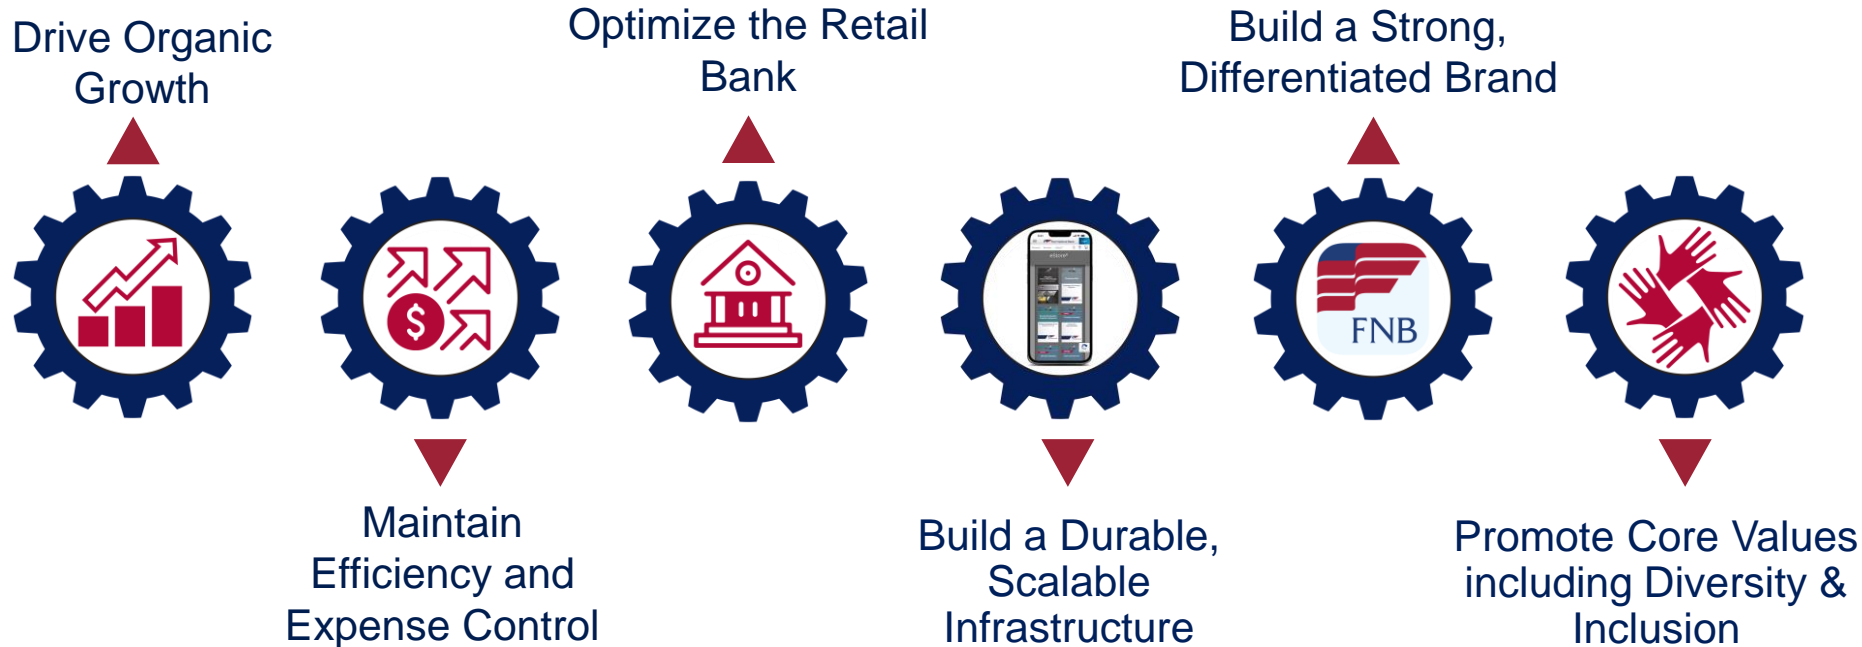 Drive Organic
Growth
Maintain
Efficiency and
Expense Control
$
Optimize the Retail
Bank
Build a Durable,
Scalable
Infrastructure
eStore
Build a Strong,
Differentiated Brand
FNB
Promote Core Values
including Diversity &
Inclusion